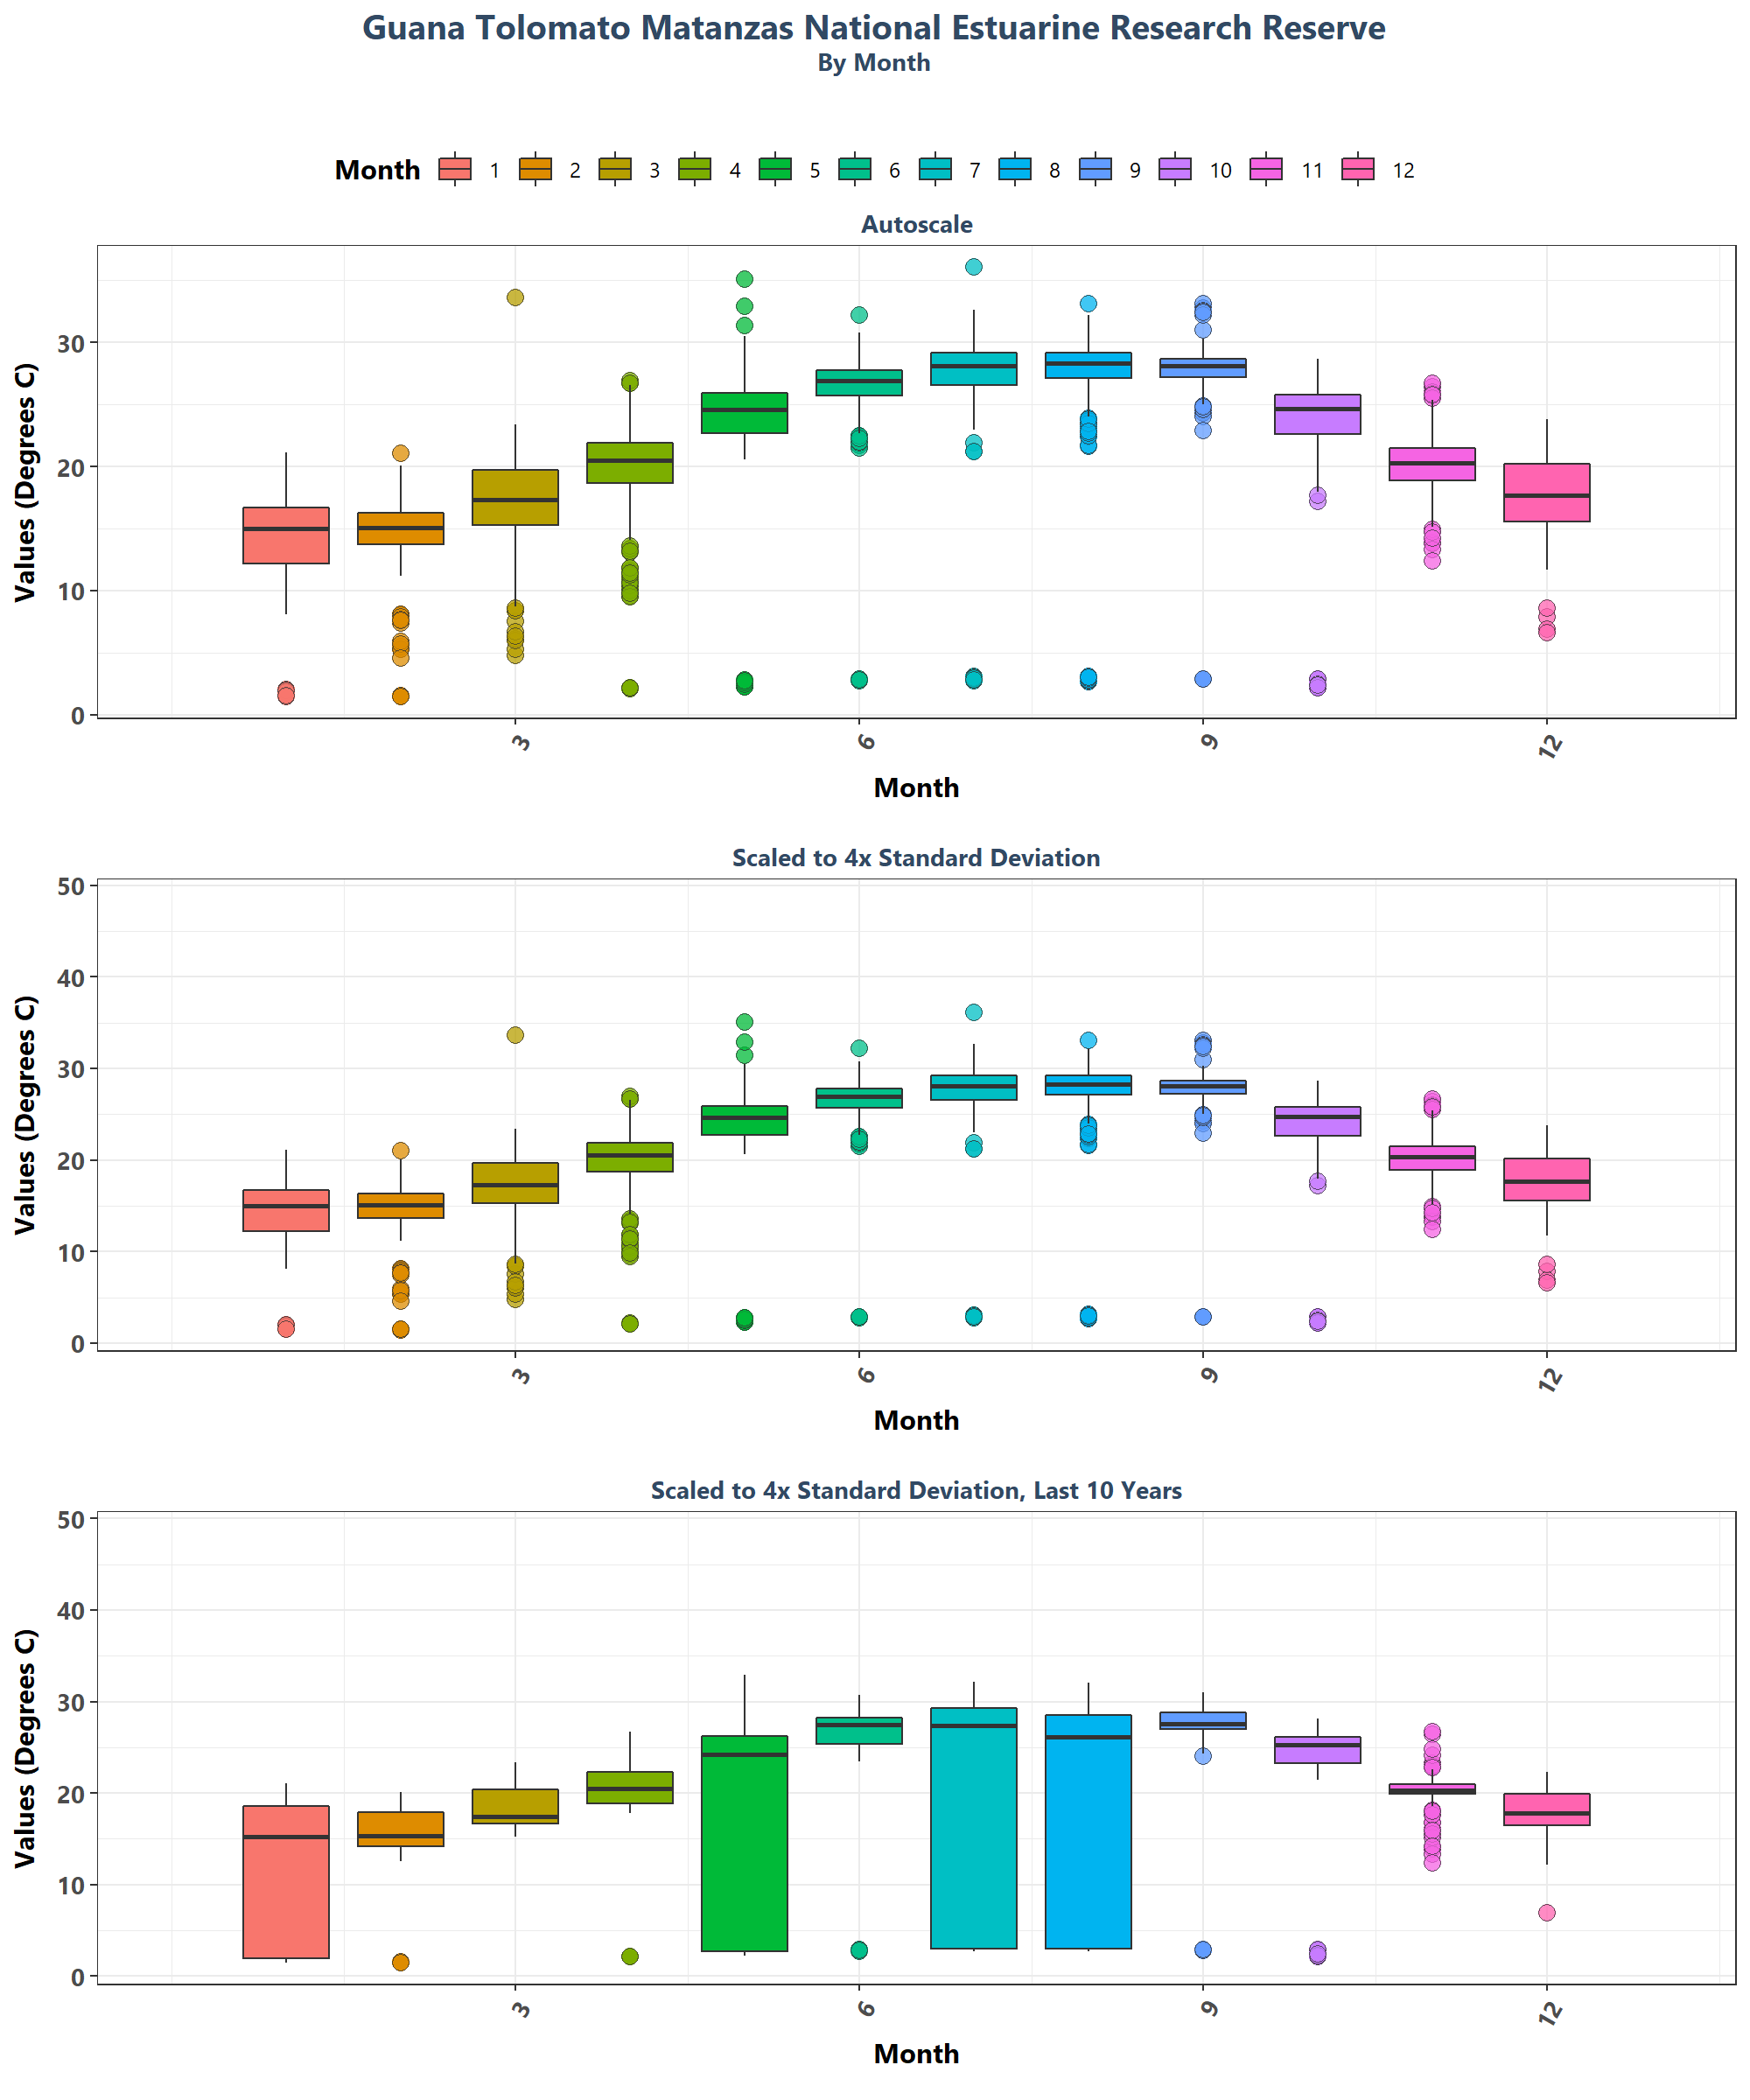 Guana Tolomato Matanzas National Estuarine Research Reserve
By Month
Month 1 2 3 4 5 6 7 8 9 10 11 12
Autoscale
Values (Degrees C)
30
20
10
0
3 6 9 12
Month
Scaled to 4x Standard Deviation
Values (Degrees C)
50
40
30
20
10
0
3 6 9 12
Month
Scaled to 4x Standard Deviation, Last 10 Years
Values (Degrees C)
50
40
30
20
10
0
3 6 9 12
Month